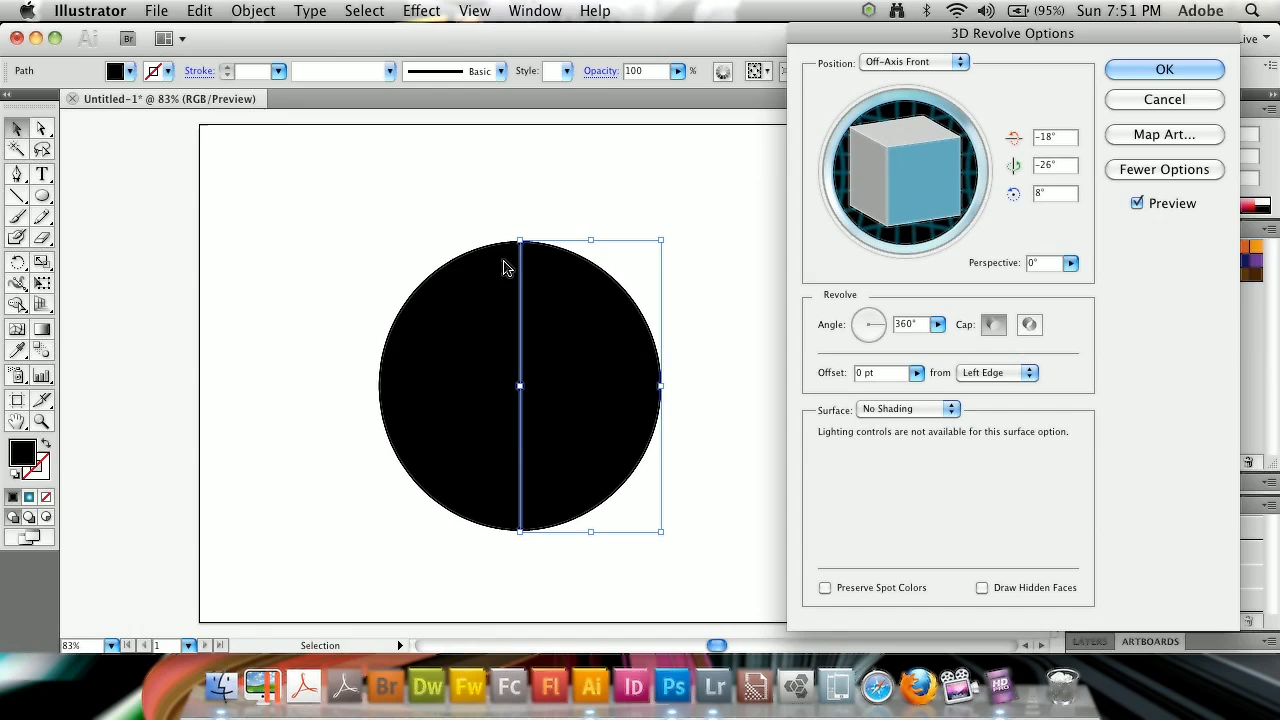 Illustrator File Edit Object Type Select Effect View Window Help (95%) Sun 7:51 PM Adobe
3D Revolve Options
Ai Br Live
Path Stroke: Basic Style: Opacity: 100 %
Untitled-1* @ 83% (RGB/Preview)
Position: Off-Axis Front
OK
Cancel
-18°
Map Art...
-26°
Fewer Options
8°
Preview
Perspective: 0°
Revolve
Angle: 360° Cap:
Offset: 0 pt from Left Edge
Surface: No Shading
Lighting controls are not available for this surface option.
Preserve Spot Colors Draw Hidden Faces
83% 1 Selection LAYERS ARTBOARDS
Br Dw Fw Fc Fl Ai Id Ps Lr